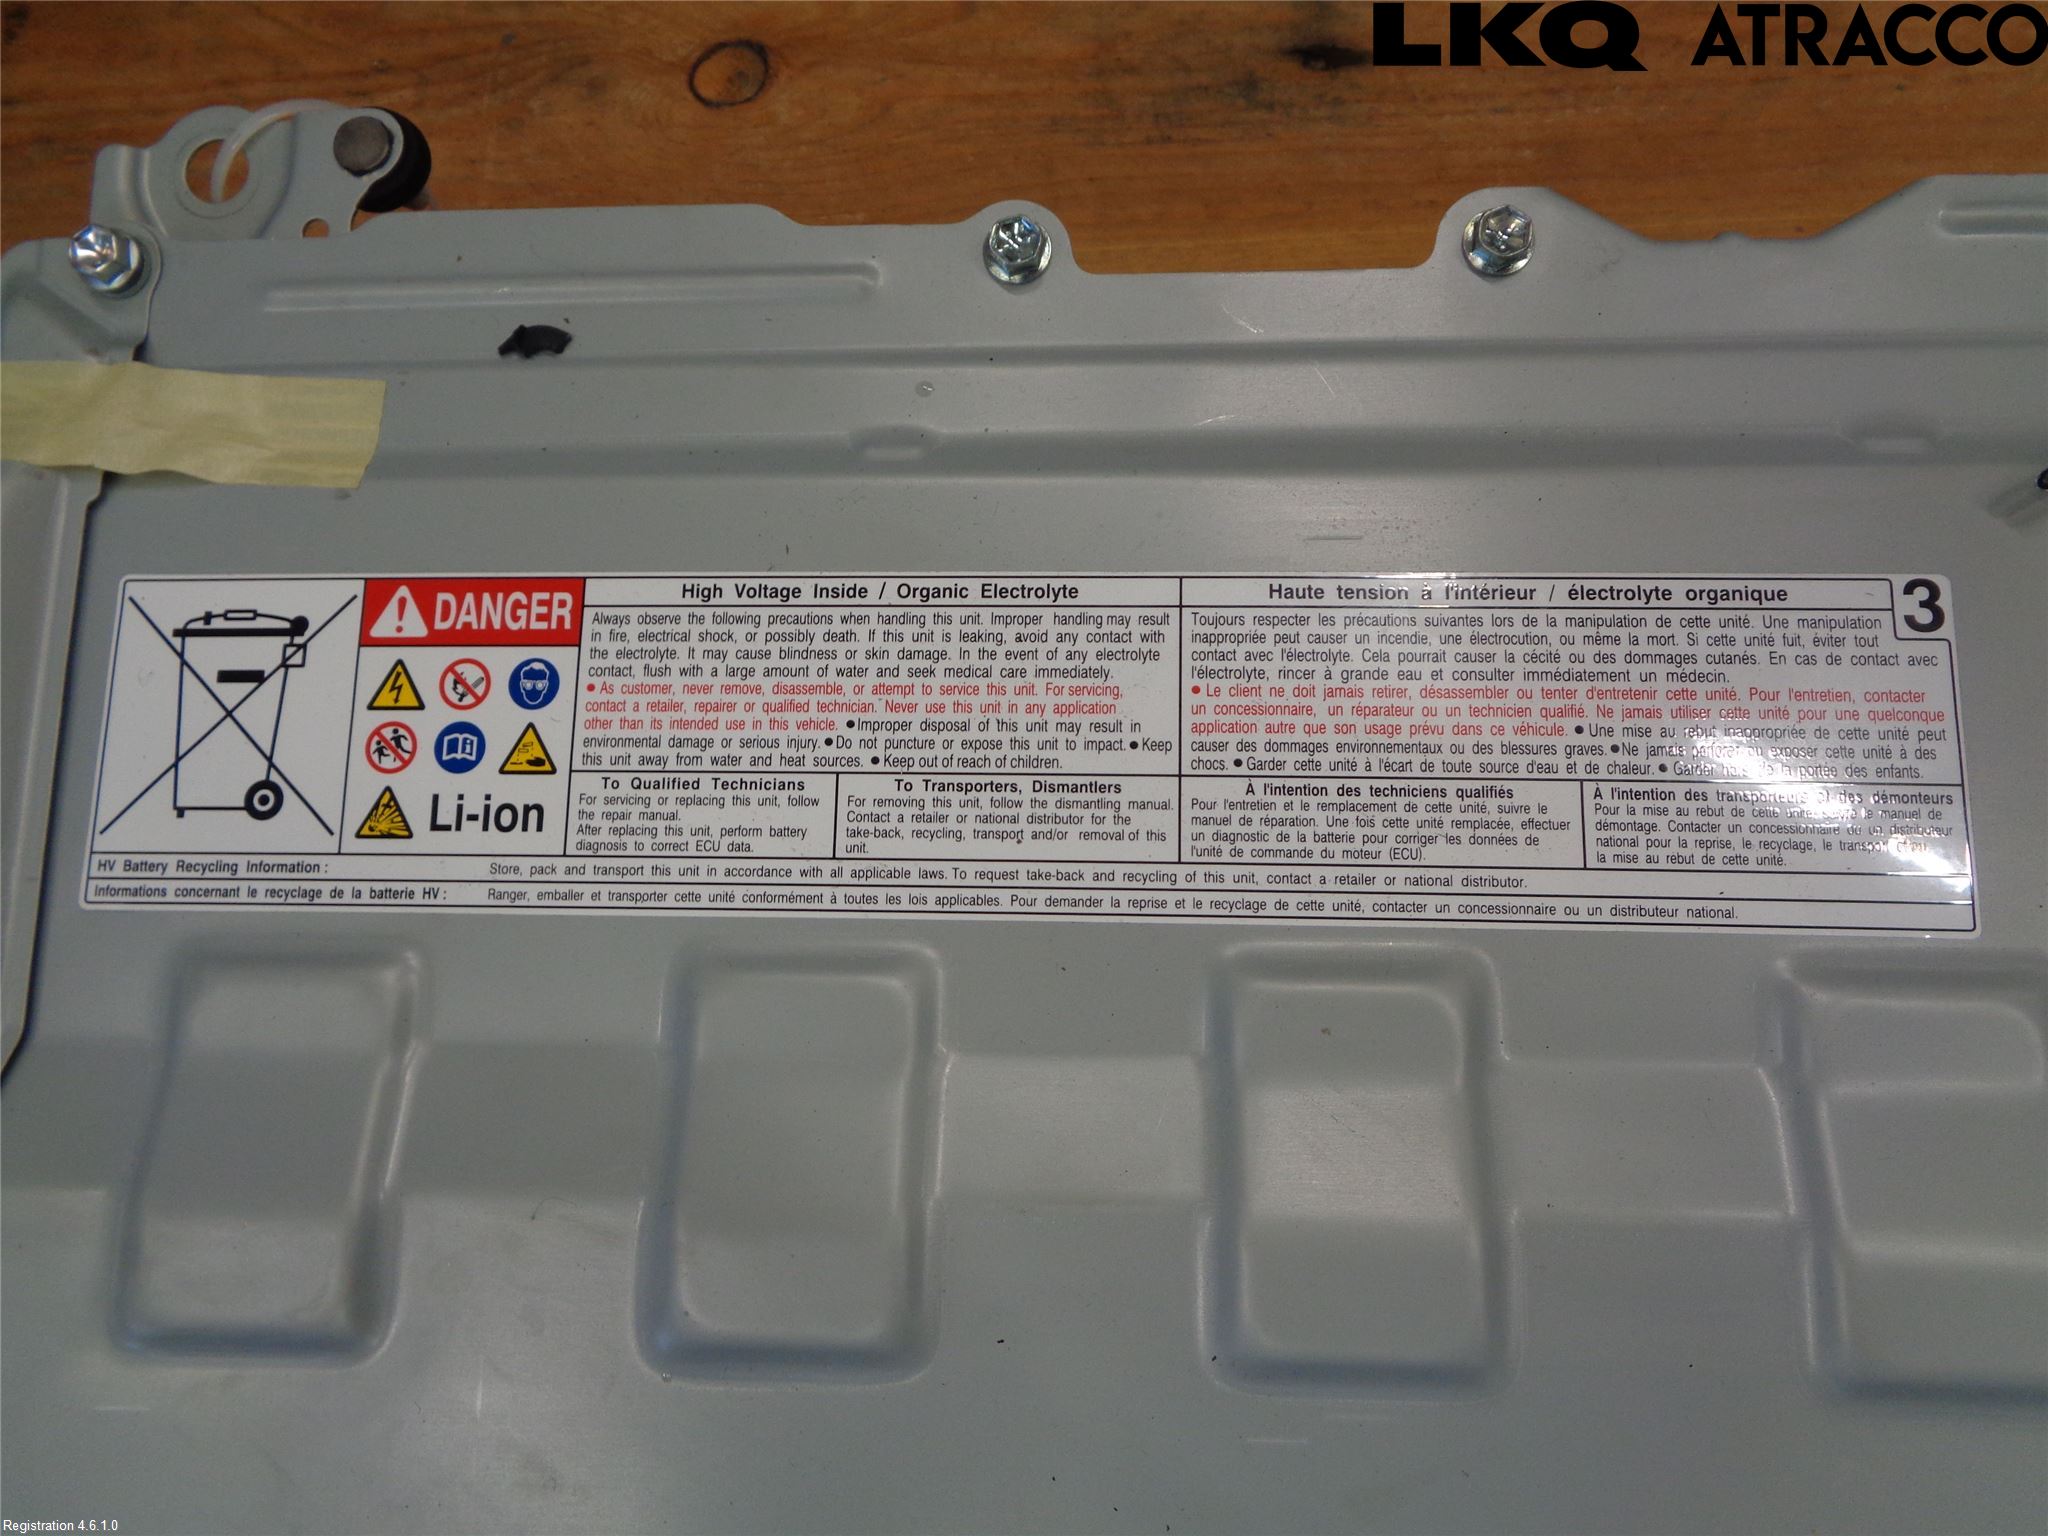 LKQ ATRACCO
DANGER
Li-ion
High Voltage Inside / Organic Electrolyte
Always observe the following precautions when handling this unit. Improper handling may result
in fire, electrical shock, or possibly death. If this unit is leaking, avoid any contact with
the electrolyte. It may cause blindness or skin damage. In the event of any electrolyte
contact, flush with a large amount of water and seek medical care immediately.
● As customer, never remove, disassemble, or attempt to service this unit. For servicing,
contact a retailer, repairer or qualified technician. Never use this unit in any application
other than its intended use in this vehicle. ● Improper disposal of this unit may result in
environmental damage or serious injury. ● Do not puncture or expose this unit to impact. ● Keep
this unit away from water and heat sources. ● Keep out of reach of children.
To Qualified Technicians
For servicing or replacing this unit, follow
the repair manual.
After replacing this unit, perform battery
diagnosis to correct ECU data.
To Transporters, Dismantlers
For removing this unit, follow the dismantling manual.
Contact a retailer or national distributor for the
take-back, recycling, transport and/or removal of this
unit.
Haute tension à l'intérieur / électrolyte organique
3
Toujours respecter les précautions suivantes lors de la manipulation de cette unité. Une manipulation
inappropriée peut causer un incendie, une électrocution, ou même la mort. Si cette unité fuit, éviter tout
contact avec l'électrolyte. Cela pourrait causer la cécité ou des dommages cutanés. En cas de contact avec
l'électrolyte, rincer à grande eau et consulter immédiatement un médecin.
● Le client ne doit jamais retirer, désassembler ou tenter d'entretenir cette unité. Pour l'entretien, contacter
un concessionnaire, un réparateur ou un technicien qualifié. Ne jamais utiliser cette unité pour une quelconque
application autre que son usage prévu dans ce véhicule. ● Une mise au rebut inappropriée de cette unité peut
causer des dommages environnementaux ou des blessures graves. ● Ne jamais perforer ou exposer cette unité à des
chocs. ● Garder cette unité à l'écart de toute source d'eau et de chaleur. ● Garder hors de la portée des enfants.
À l'intention des techniciens qualifiés
Pour l'entretien et le remplacement de cette unité, suivre le
manuel de réparation. Une fois cette unité remplacée, effectuer
un diagnostic de la batterie pour corriger les données de
l'unité de commande du moteur (ECU).
À l'intention des transporteurs et des démonteurs
Pour la mise au rebut de cette unité, suivre le manuel de
démontage. Contacter un concessionnaire ou un distributeur
national pour la reprise, le recyclage, le transport et/ou
la mise au rebut de cette unité.
HV Battery Recycling Information : Store, pack and transport this unit in accordance with all applicable laws. To request take-back and recycling of this unit, contact a retailer or national distributor.
Informations concernant le recyclage de la batterie HV : Ranger, emballer et transporter cette unité conformément à toutes les lois applicables. Pour demander la reprise et le recyclage de cette unité, contacter un concessionnaire ou un distributeur national.
Registration 4.6.1.0